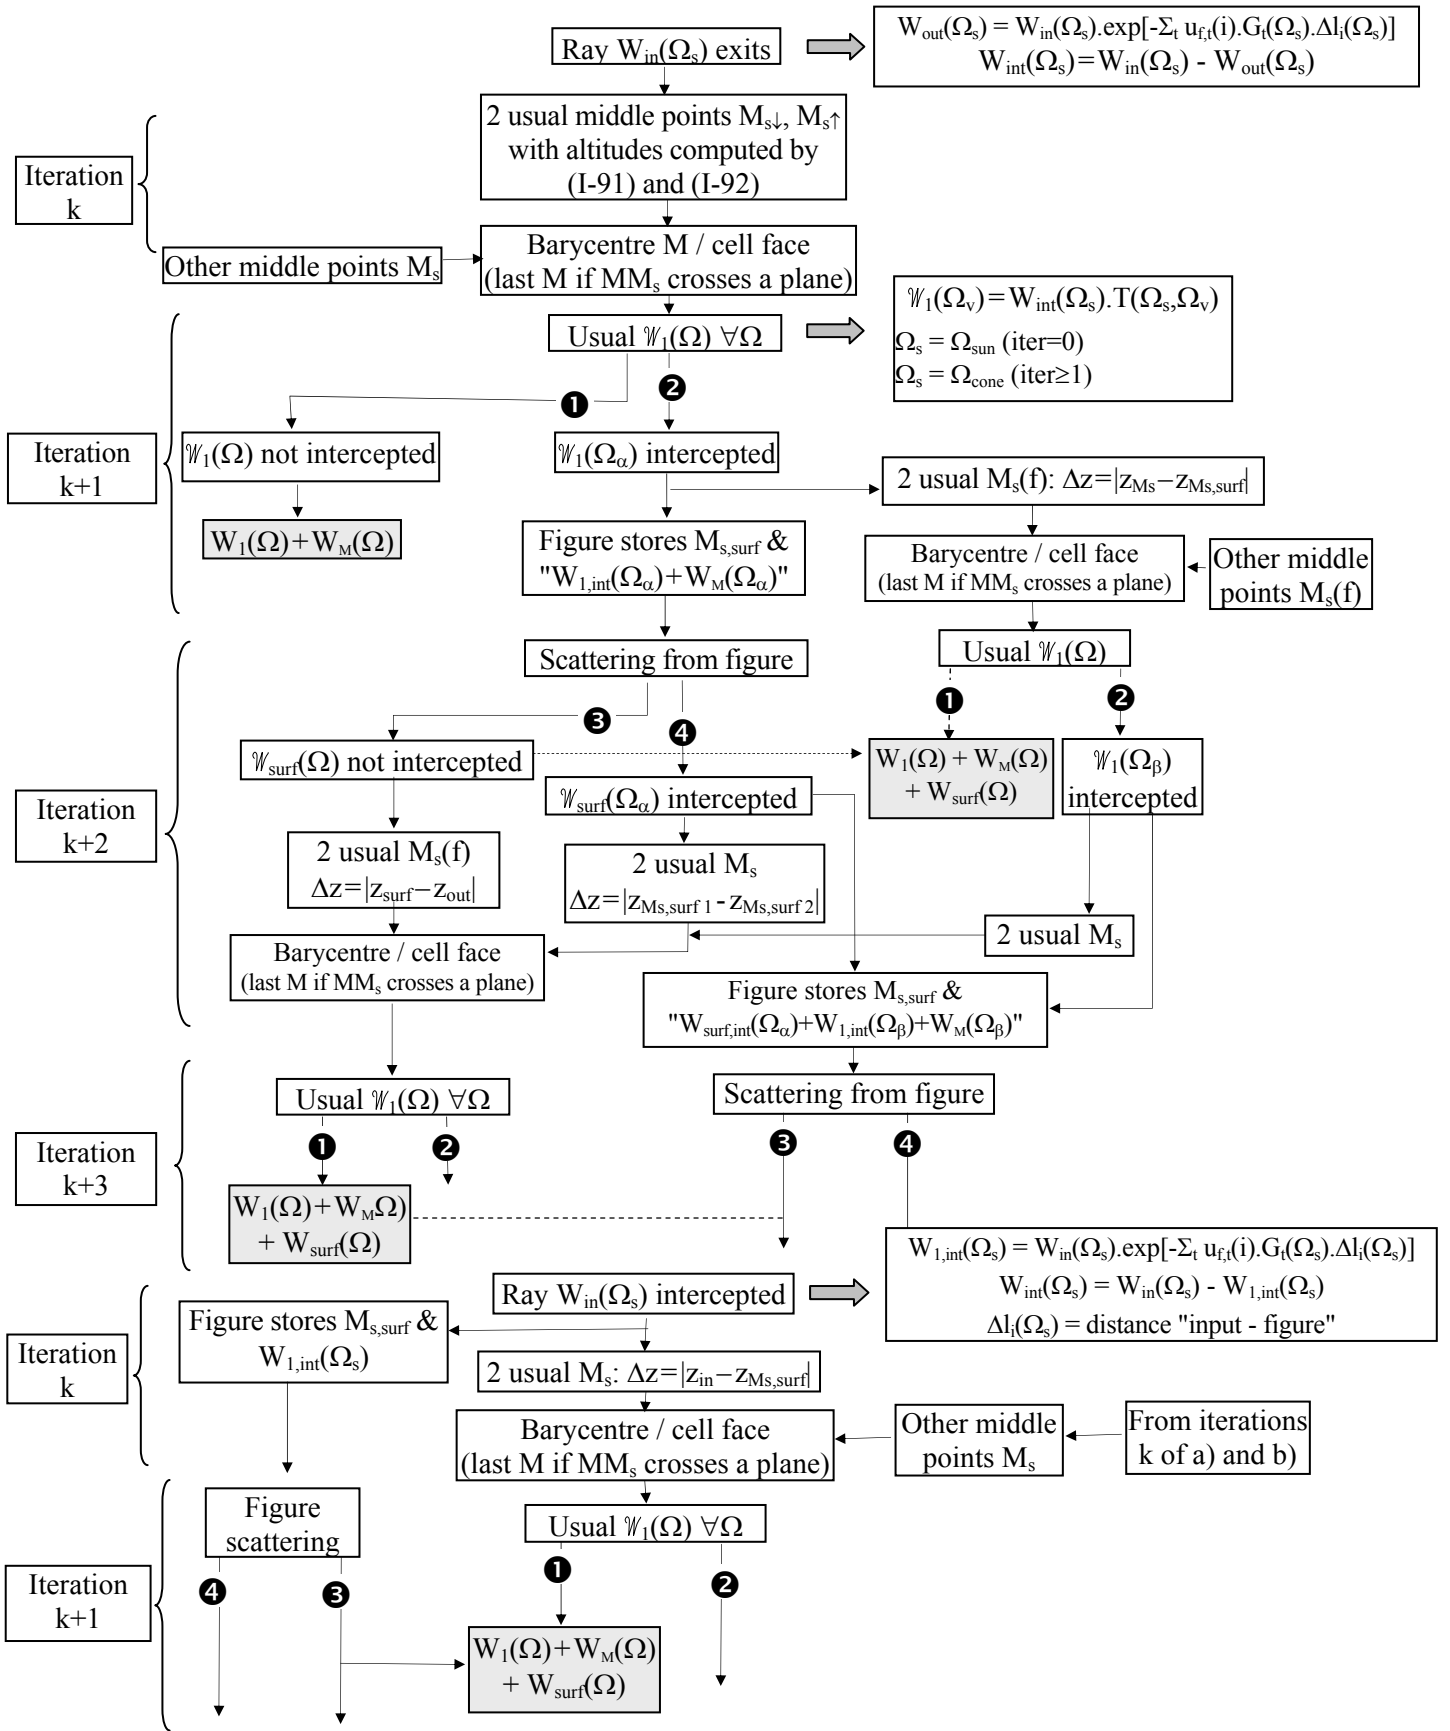 Ray W_in(Ω_s) exits
W_out(Ω_s) = W_in(Ω_s).exp[-Σ_t u_f,t(i).G_t(Ω_s).Δl_i(Ω_s)]
W_int(Ω_s)=W_in(Ω_s) - W_out(Ω_s)
Iteration
k
2 usual middle points M_s↓, M_s↑
with altitudes computed by
(I-91) and (I-92)
Other middle points M_s
Barycentre M / cell face
(last M if MM_s crosses a plane)
Usual 𝒲_1(Ω) ∀Ω
𝒲_1(Ω_v)=W_int(Ω_s).T(Ω_s,Ω_v)
Ω_s = Ω_sun (iter=0)
Ω_s = Ω_cone (iter≥1)
Iteration
k+1
❶
❷
𝒲_1(Ω) not intercepted
𝒲_1(Ω_α) intercepted
2 usual M_s(f): Δz=|z_Ms−z_Ms,surf|
W_1(Ω)+W_M(Ω)
Figure stores M_s,surf &
"W_1,int(Ω_α)+W_M(Ω_α)"
Barycentre / cell face
(last M if MM_s crosses a plane)
Other middle
points M_s(f)
Scattering from figure
Usual 𝒲_1(Ω)
Iteration
k+2
❸
❹
❶
❷
𝒲_surf(Ω) not intercepted
𝒲_surf(Ω_α) intercepted
W_1(Ω) + W_M(Ω)
+ W_surf(Ω)
𝒲_1(Ω_β)
intercepted
2 usual M_s(f)
Δz=|z_surf−z_out|
2 usual M_s
Δz=|z_Ms,surf 1 - z_Ms,surf 2|
2 usual M_s
Barycentre / cell face
(last M if MM_s crosses a plane)
Figure stores M_s,surf &
"W_surf,int(Ω_α)+W_1,int(Ω_β)+W_M(Ω_β)"
Iteration
k+3
Usual 𝒲_1(Ω) ∀Ω
Scattering from figure
❶
❷
❸
❹
W_1(Ω)+W_MΩ)
+ W_surf(Ω)
W_1,int(Ω_s) = W_in(Ω_s).exp[-Σ_t u_f,t(i).G_t(Ω_s).Δl_i(Ω_s)]
W_int(Ω_s) = W_in(Ω_s) - W_1,int(Ω_s)
Δl_i(Ω_s) = distance "input - figure"
Iteration
k
Ray W_in(Ω_s) intercepted
Figure stores M_s,surf &
W_1,int(Ω_s)
2 usual M_s: Δz=|z_in−z_Ms,surf|
Barycentre / cell face
(last M if MM_s crosses a plane)
Other middle
points M_s
From iterations
k of a) and b)
Iteration
k+1
Figure
scattering
Usual 𝒲_1(Ω) ∀Ω
❹
❸
❶
❷
W_1(Ω)+W_M(Ω)
+ W_surf(Ω)